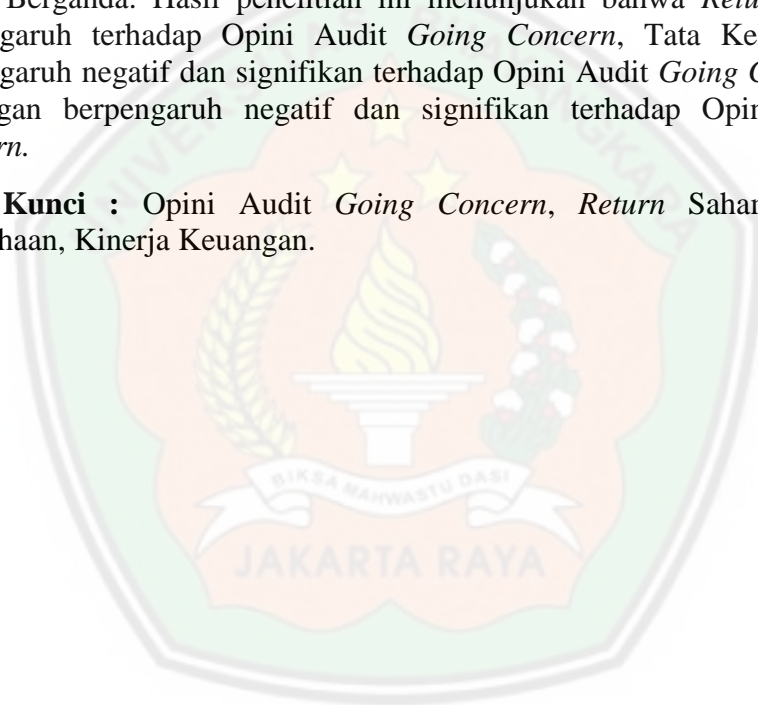 Berganda. Hasil penelitian ini menunjukan bahwa Retu
garuh terhadap Opini Audit Going Concern, Tata Ke
garuh negatif dan signifikan terhadap Opini Audit Going C
gan berpengaruh negatif dan signifikan terhadap Opin
rn.
Kunci : Opini Audit Going Concern, Return Saham
haan, Kinerja Keuangan.
BIKSA MAHWASTU DASI
JAKARTA RAYA